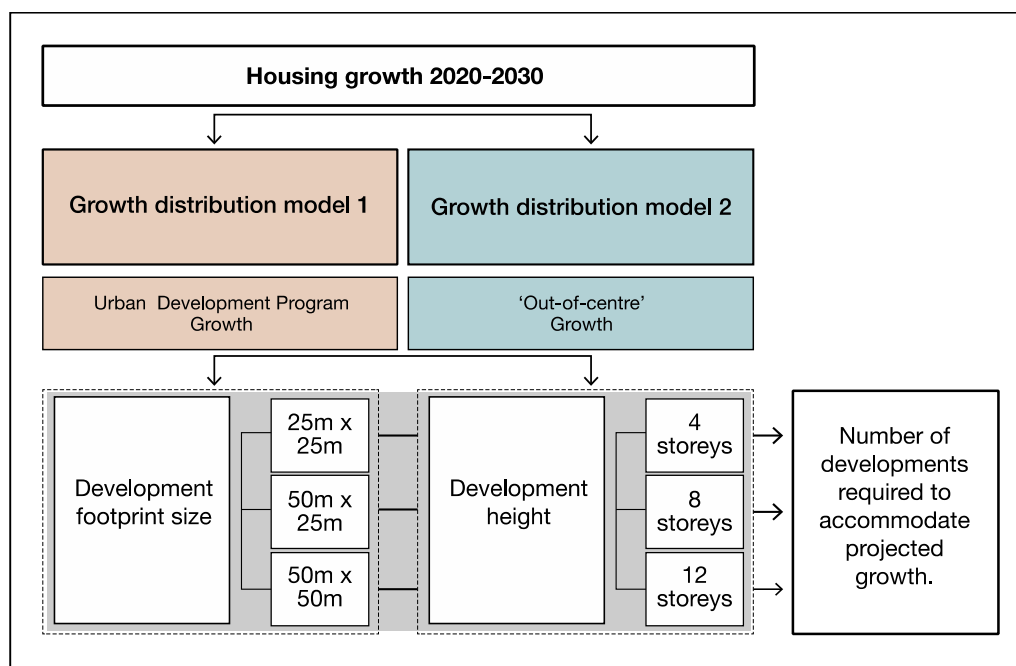 Housing growth 2020-2030
Growth distribution model 1
Growth distribution model 2
Urban Development Program
Growth
‘Out-of-centre’
Growth
Development
footprint size
25m x
25m
50m x
25m
50m x
50m
Development
height
4
storeys
8
storeys
12
storeys
Number of
developments
required to
accommodate
projected
growth.